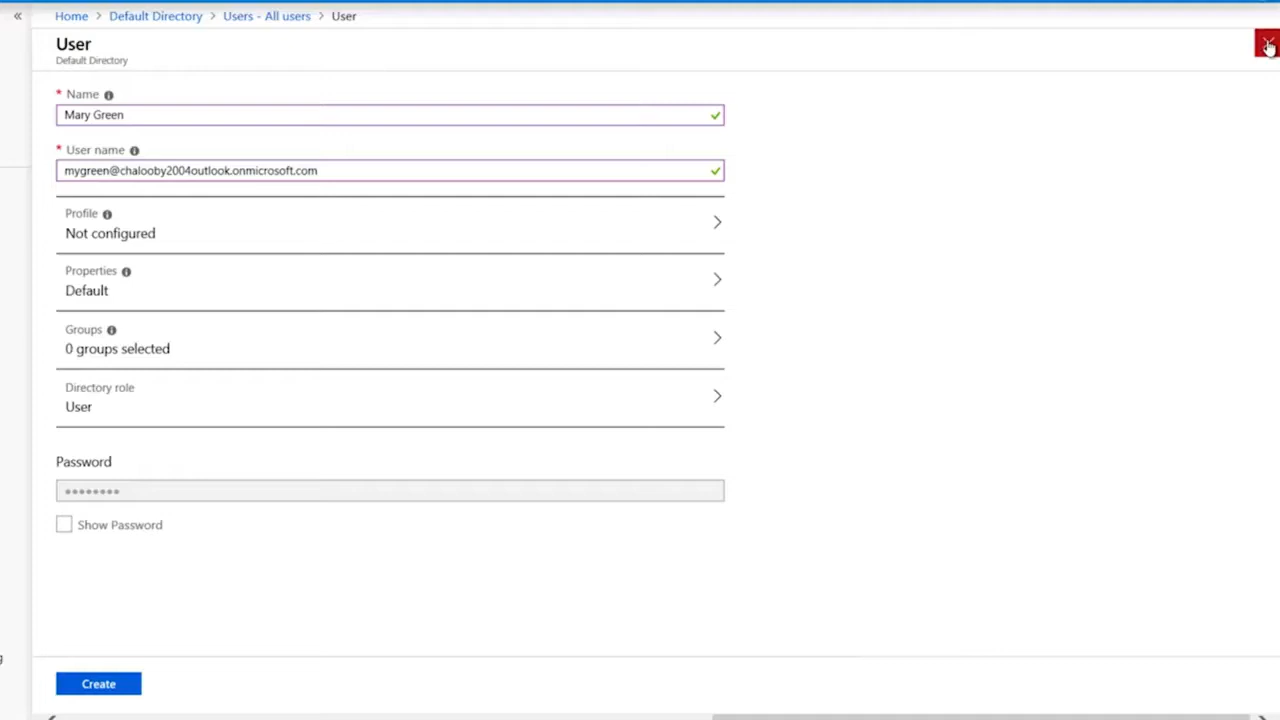 « Home > Default Directory > Users - All users > User
User
Default Directory
* Name
Mary Green
* User name
mygreen@chalooby2004outlook.onmicrosoft.com
Profile
Not configured
Properties
Default
Groups
0 groups selected
Directory role
User
Password
••••••••
Show Password
Create